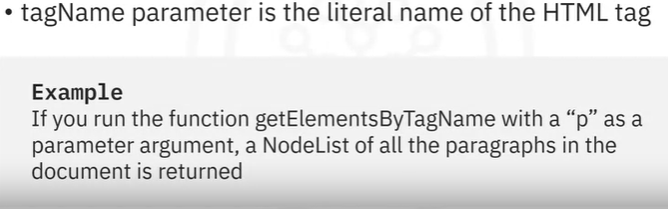 • tagName parameter is the literal name of the HTML tag
Example
If you run the function getElementsByTagName with a “p” as a
parameter argument, a NodeList of all the paragraphs in the
document is returned